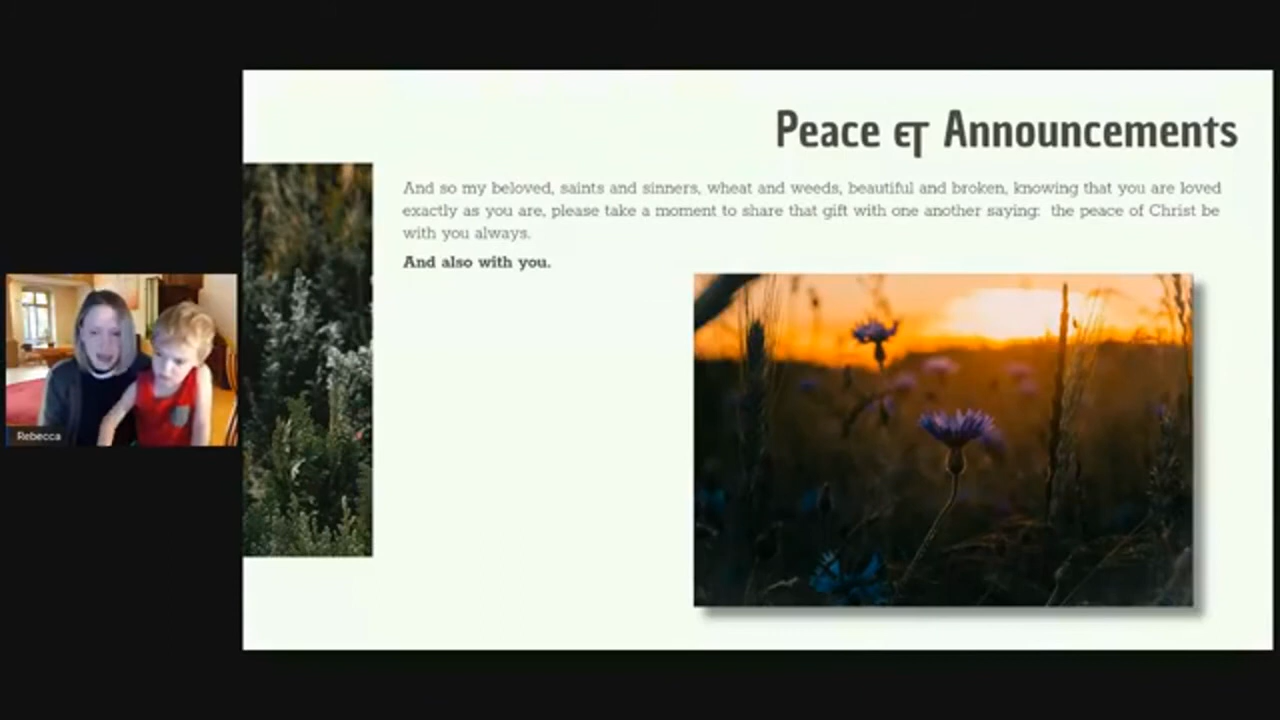 Peace & Announcements
And so my beloved, saints and sinners, wheat and weeds, beautiful and broken, knowing that you are loved
exactly as you are, please take a moment to share that gift with one another saying:  the peace of Christ be
with you always.
And also with you.
Rebecca